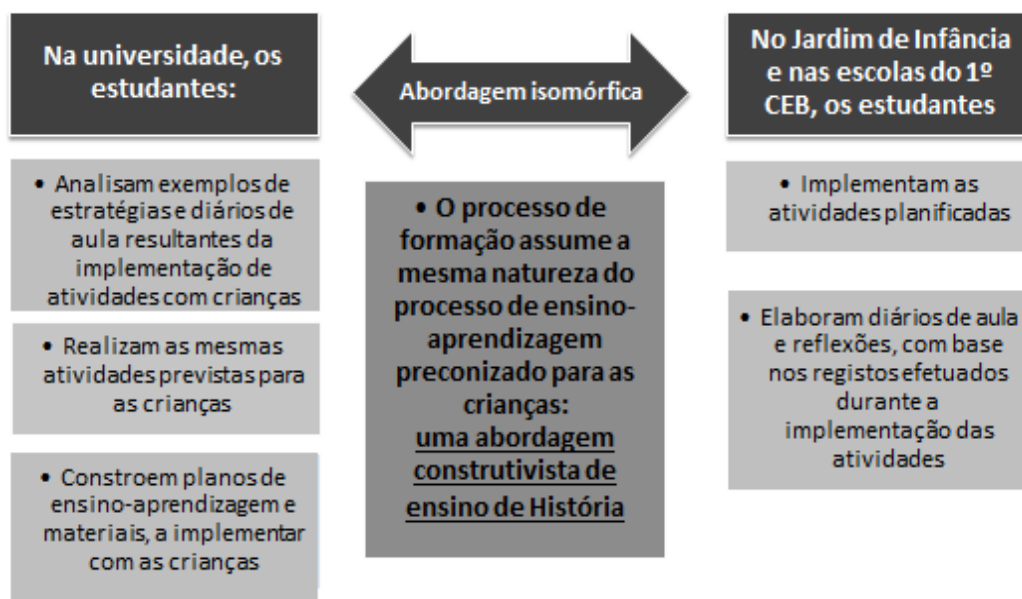 Na universidade, os
estudantes:
• Analisam exemplos de
estratégias e diários de
aula resultantes da
implementação de
atividades com crianças
• Realizam as mesmas
atividades previstas para
as crianças
• Constroem planos de
ensino-aprendizagem e
materiais, a implementar
com as crianças
Abordagem isomórfica
• O processo de
formação assume a
mesma natureza do
processo de ensino-
aprendizagem
preconizado para as
crianças:
uma abordagem
construtivista de
ensino de História
No Jardim de Infância
e nas escolas do 1º
CEB, os estudantes
• Implementam as
atividades planificadas
• Elaboram diários de aula
e reflexões, com base
nos registos efetuados
durante a
implementação das
atividades